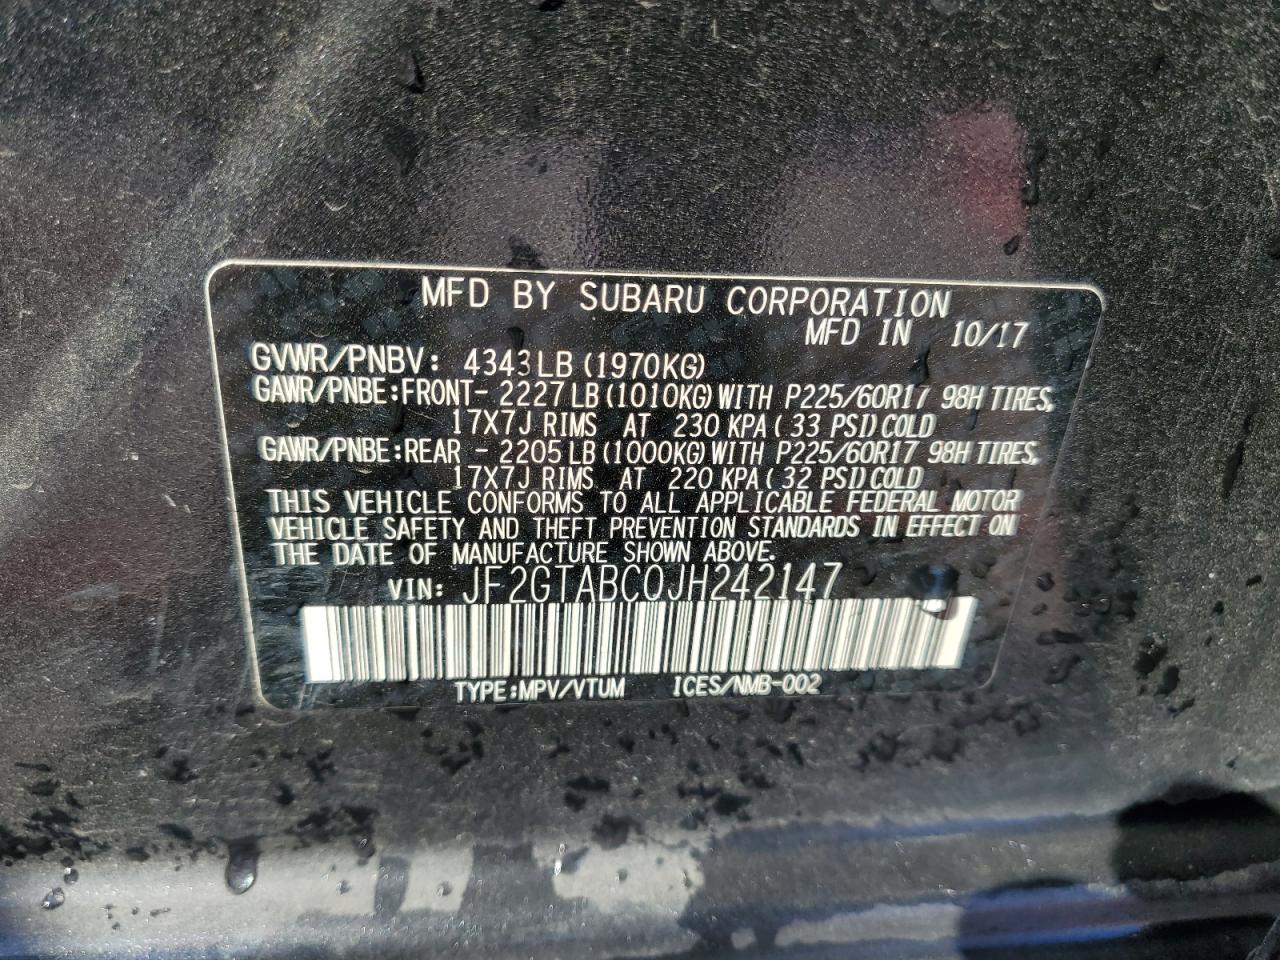 MFD BY SUBARU CORPORATION
MFD IN 10/17
GVWR/PNBV: 4343LB (1970KG)
GAWR/PNBE:FRONT- 2227LB (1010KG) WITH P225/60R17 98H TIRES,
17X7J RIMS AT 230 KPA ( 33 PSI) COLD
GAWR/PNBE:REAR - 2205LB (1000KG) WITH P225/60R17 98H TIRES,
17X7J RIMS AT 220 KPA ( 32 PSI) COLD
THIS VEHICLE CONFORMS TO ALL APPLICABLE FEDERAL MOTOR
VEHICLE SAFETY AND THEFT PREVENTION STANDARDS IN EFFECT ON
THE DATE OF MANUFACTURE SHOWN ABOVE.
VIN: JF2GTABC0JH242147
TYPE:MPV/VTUM ICES/NMB-002